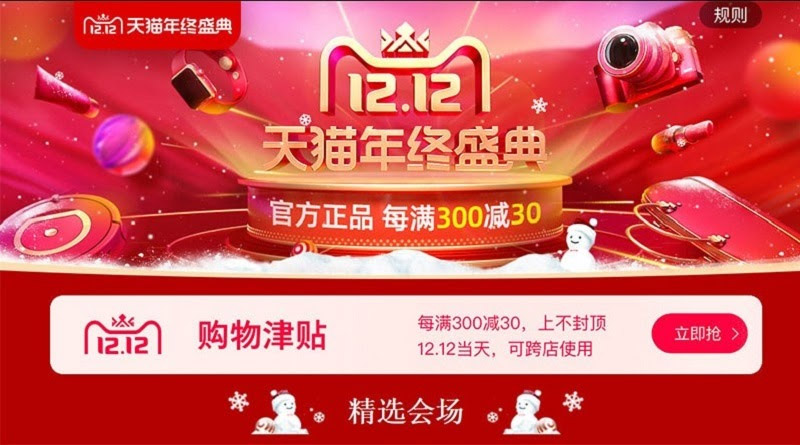 12.12 天猫年终盛典
规则
12.12
天猫年终盛典
官方正品 每满300减30
12.12
购物津贴
每满300减30，上不封顶
12.12当天，可跨店使用
立即抢 >
精选会场